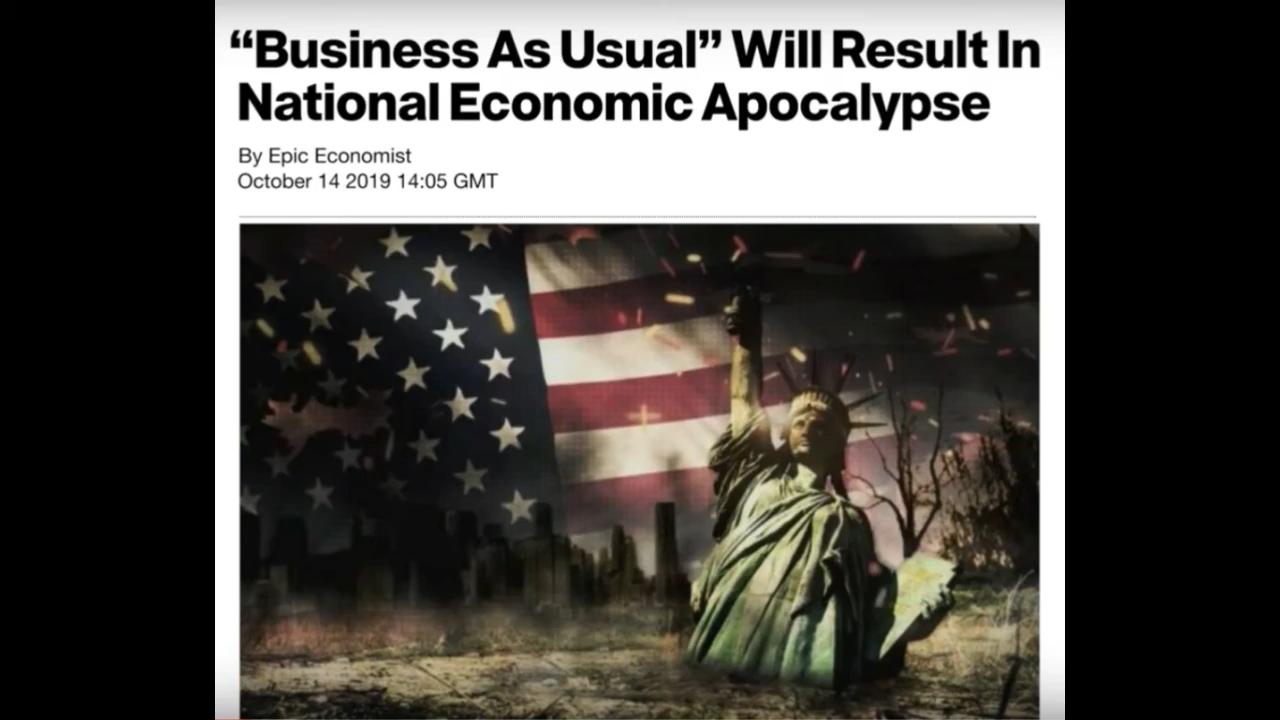 “Business As Usual” Will Result In
National Economic Apocalypse
By Epic Economist
October 14 2019 14:05 GMT